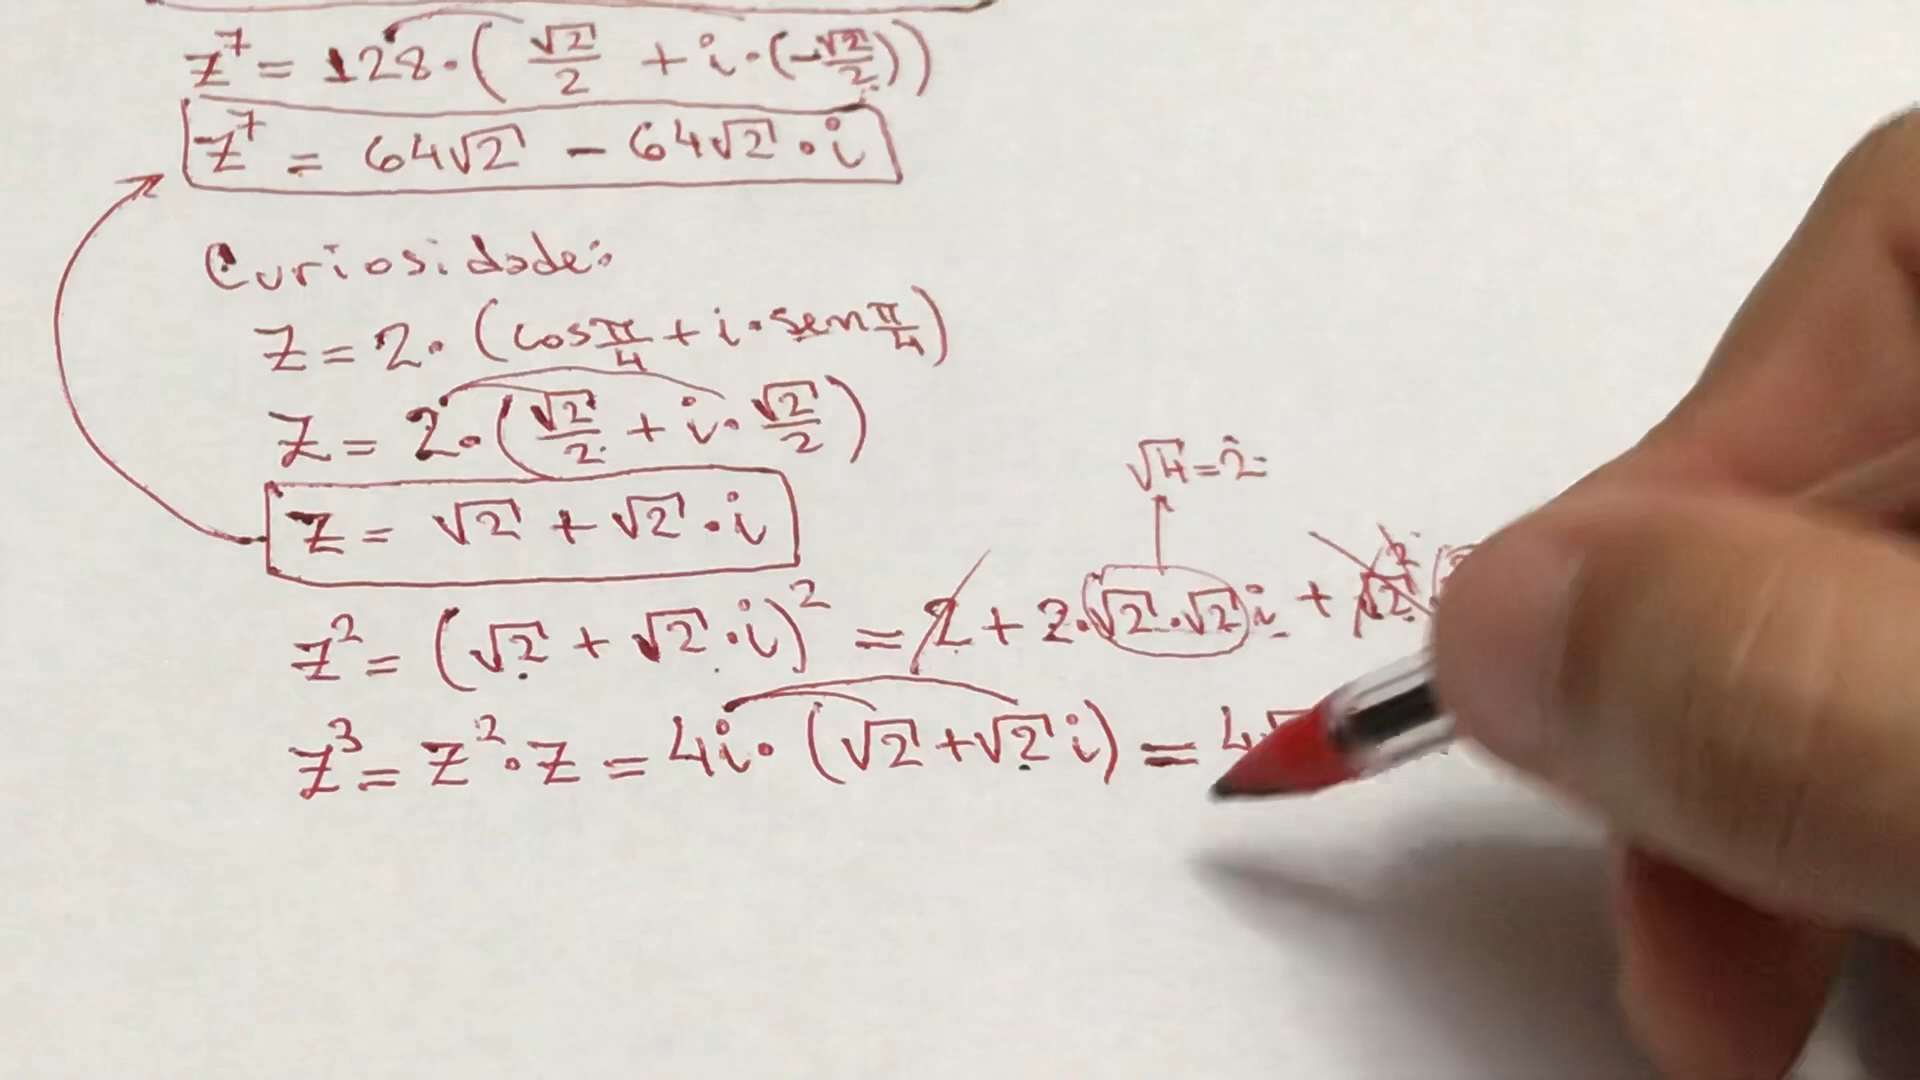 z⁷ = 128·(√2/2 + i·(-√2/2))
z⁷ = 64√2 - 64√2·i
Curiosidade:
z = 2·(cos π/4 + i·sen π/4)
z = 2·(√2/2 + i·√2/2)
√4=2
z = √2 + √2·i
z² = (√2 + √2·i)² = 2 + 2·√2·√2 i + √2²
z³ = z²·z = 4i·(√2+√2 i) = 4√